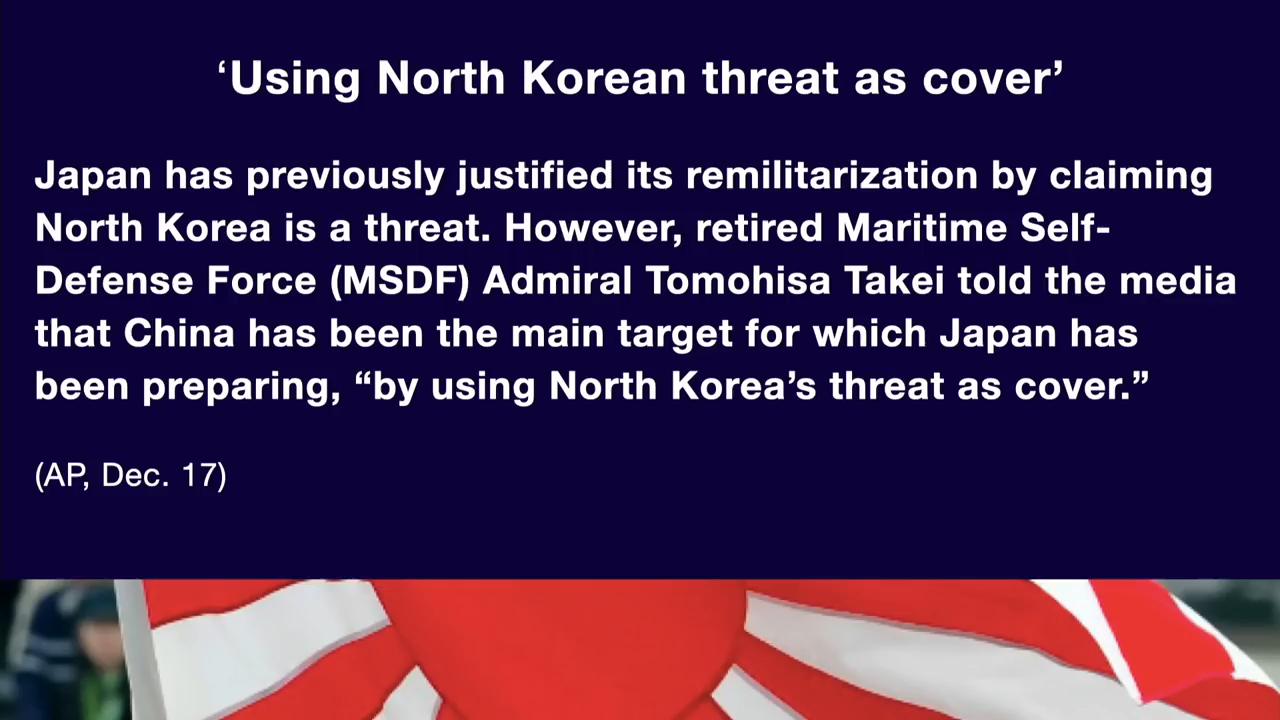 ‘Using North Korean threat as cover’
Japan has previously justified its remilitarization by claiming
North Korea is a threat. However, retired Maritime Self-
Defense Force (MSDF) Admiral Tomohisa Takei told the media
that China has been the main target for which Japan has
been preparing, “by using North Korea’s threat as cover.”
(AP, Dec. 17)